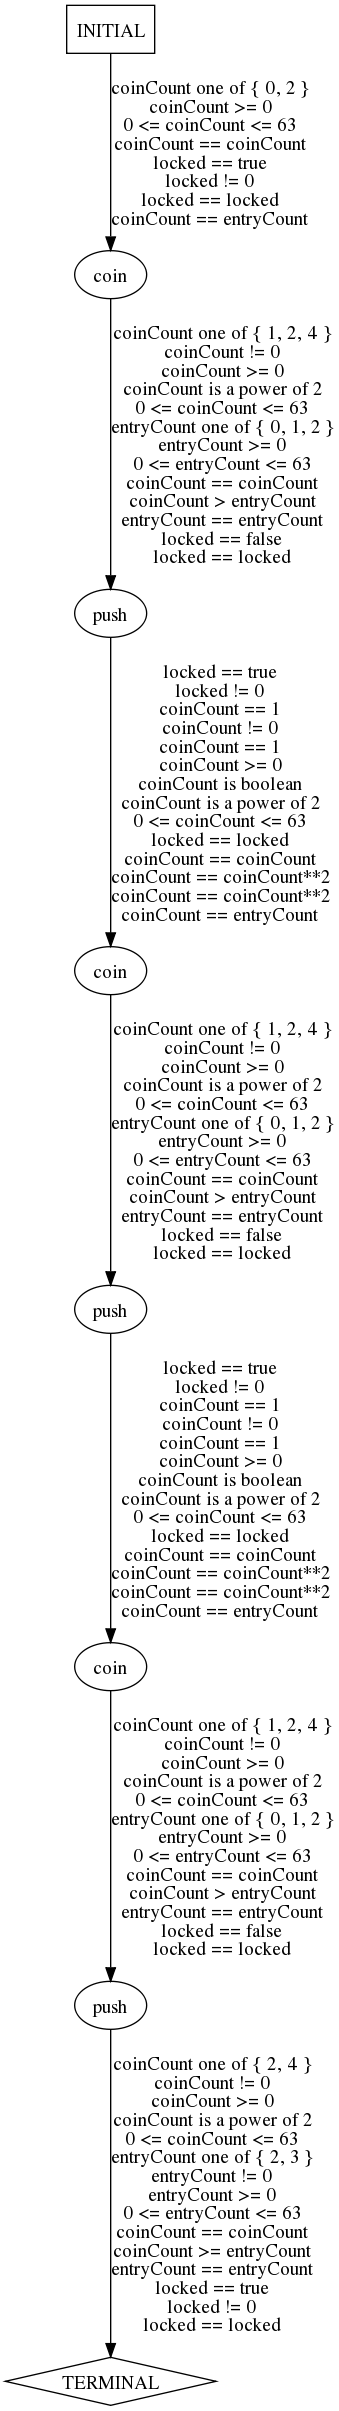 INITIAL
coinCount one of { 0, 2 }
coinCount >= 0
0 <= coinCount <= 63
coinCount == coinCount
locked == true
locked != 0
locked == locked
coinCount == entryCount
coin
coinCount one of { 1, 2, 4 }
coinCount != 0
coinCount >= 0
coinCount is a power of 2
0 <= coinCount <= 63
entryCount one of { 0, 1, 2 }
entryCount >= 0
0 <= entryCount <= 63
coinCount == coinCount
coinCount > entryCount
entryCount == entryCount
locked == false
locked == locked
push
locked == true
locked != 0
coinCount == 1
coinCount != 0
coinCount == 1
coinCount >= 0
coinCount is boolean
coinCount is a power of 2
0 <= coinCount <= 63
locked == locked
coinCount == coinCount
coinCount == coinCount**2
coinCount == coinCount**2
coinCount == entryCount
coin
coinCount one of { 1, 2, 4 }
coinCount != 0
coinCount >= 0
coinCount is a power of 2
0 <= coinCount <= 63
entryCount one of { 0, 1, 2 }
entryCount >= 0
0 <= entryCount <= 63
coinCount == coinCount
coinCount > entryCount
entryCount == entryCount
locked == false
locked == locked
push
locked == true
locked != 0
coinCount == 1
coinCount != 0
coinCount == 1
coinCount >= 0
coinCount is boolean
coinCount is a power of 2
0 <= coinCount <= 63
locked == locked
coinCount == coinCount
coinCount == coinCount**2
coinCount == coinCount**2
coinCount == entryCount
coin
coinCount one of { 1, 2, 4 }
coinCount != 0
coinCount >= 0
coinCount is a power of 2
0 <= coinCount <= 63
entryCount one of { 0, 1, 2 }
entryCount >= 0
0 <= entryCount <= 63
coinCount == coinCount
coinCount > entryCount
entryCount == entryCount
locked == false
locked == locked
push
coinCount one of { 2, 4 }
coinCount != 0
coinCount >= 0
coinCount is a power of 2
0 <= coinCount <= 63
entryCount one of { 2, 3 }
entryCount != 0
entryCount >= 0
0 <= entryCount <= 63
coinCount == coinCount
coinCount >= entryCount
entryCount == entryCount
locked == true
locked != 0
locked == locked
TERMINAL